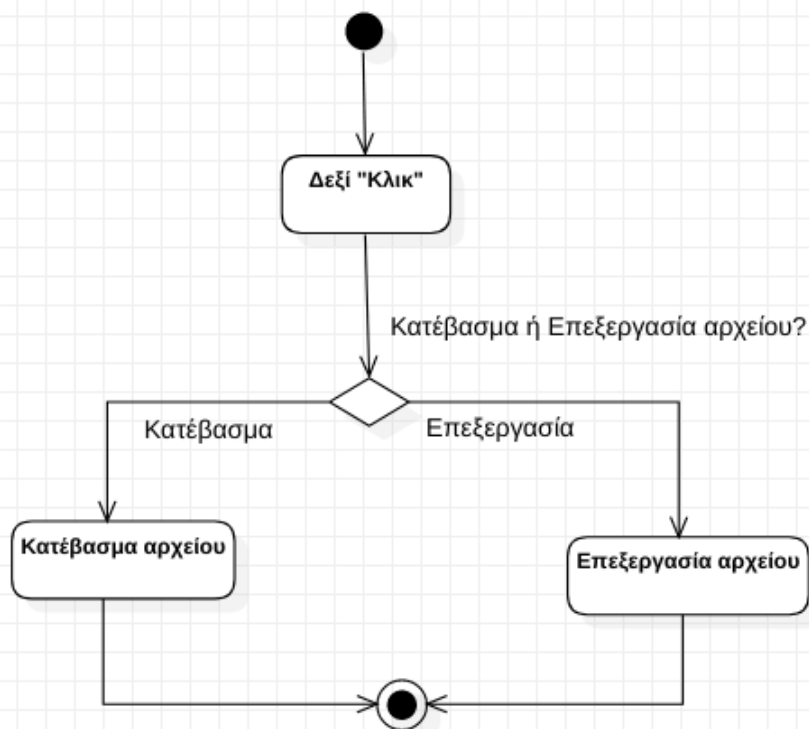 Δεξί "Κλικ"
Κατέβασμα ή Επεξεργασία αρχείου?
Κατέβασμα
Επεξεργασία
Κατέβασμα αρχείου
Επεξεργασία αρχείου